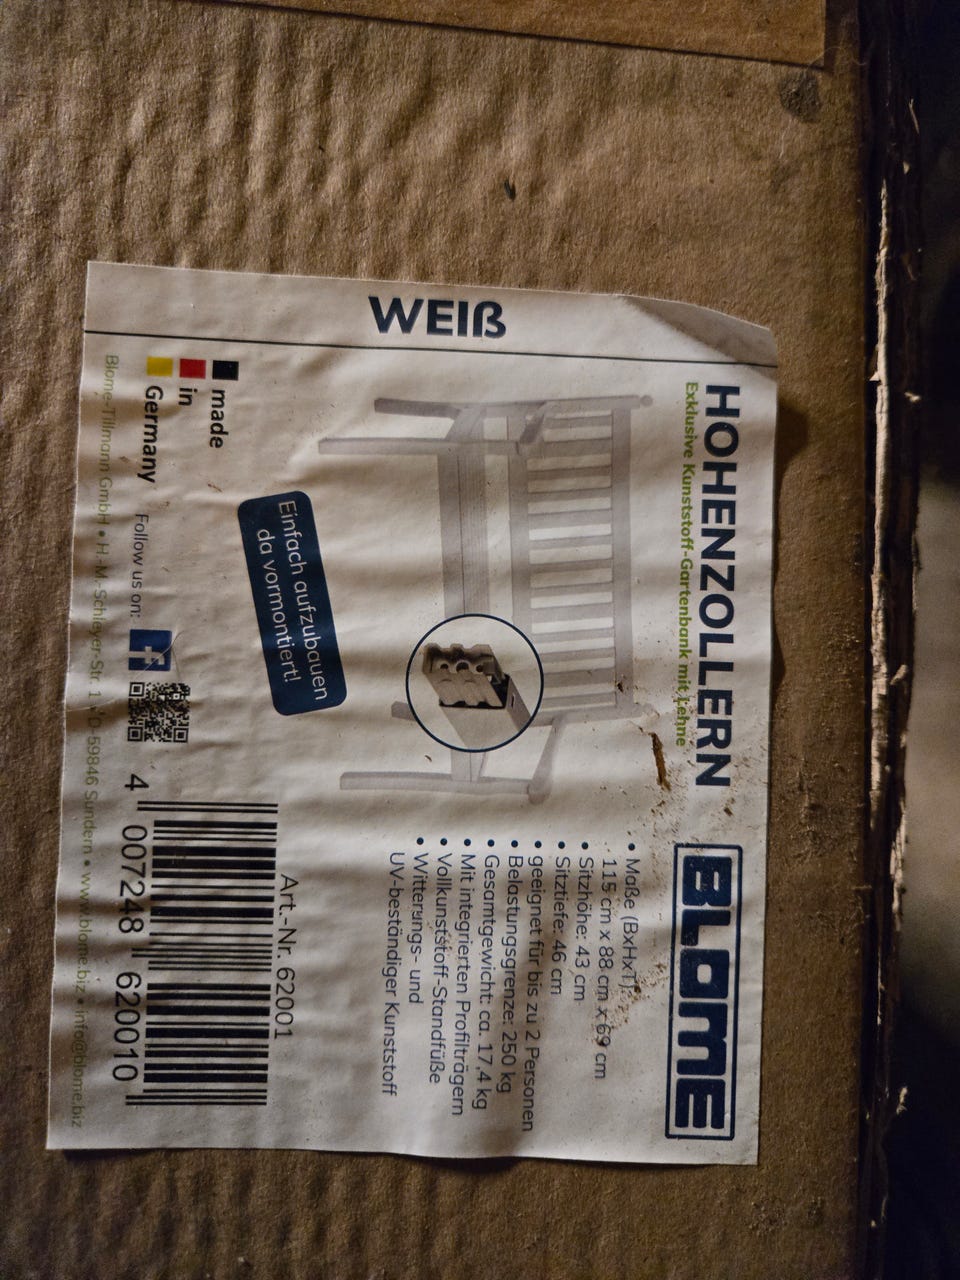 WEIß
HOHENZOLLERN
Exklusive Kunststoff-Gartenbank mit Lehne
BLOME
• Maße (BxHxT):
115 cm x 88 cm x 69 cm
• Sitzhöhe: 43 cm
• Sitztiefe: 46 cm
• geeignet für bis zu 2 Personen
• Belastungsgrenze: 250 kg
• Gesamtgewicht: ca. 17,4 kg
• Mit integrierten Profilträgern
• Vollkunststoff-Standfüße
• Witterungs- und
UV-beständiger Kunststoff
Einfach aufzubauen
da vormontiert!
made
in
Germany
Follow us on:
Art.-Nr. 62001
4 007248 620010
Blome-Tillmann GmbH • H.-M.-Schleyer-Str. 1 • D-59846 Sundern • www.blome.biz • info@blome.biz